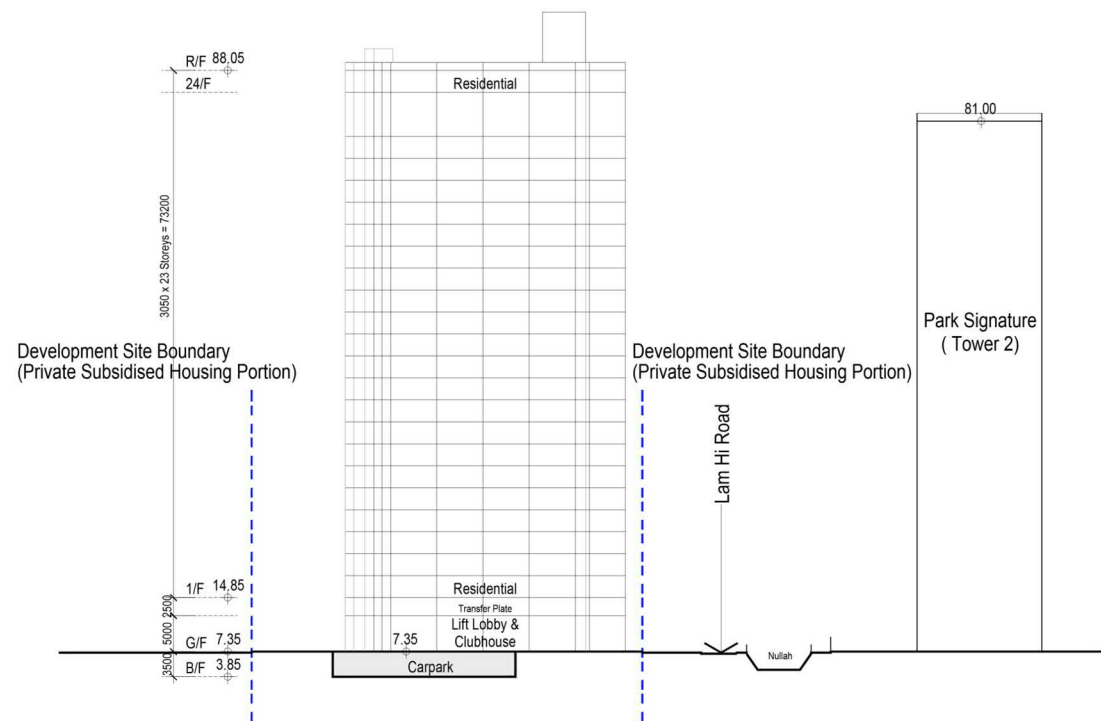 R/F 88.05
24/F
Residential
81.00
3050 x 23 Storeys = 73200
Park Signature
( Tower 2)
Development Site Boundary
(Private Subsidised Housing Portion)
Development Site Boundary
(Private Subsidised Housing Portion)
Lam Hi Road
1/F 14.85
Residential
2500
Transfer Plate
Lift Lobby &
Clubhouse
5000
G/F 7.35
7.35
Nullah
3500
B/F 3.85
Carpark